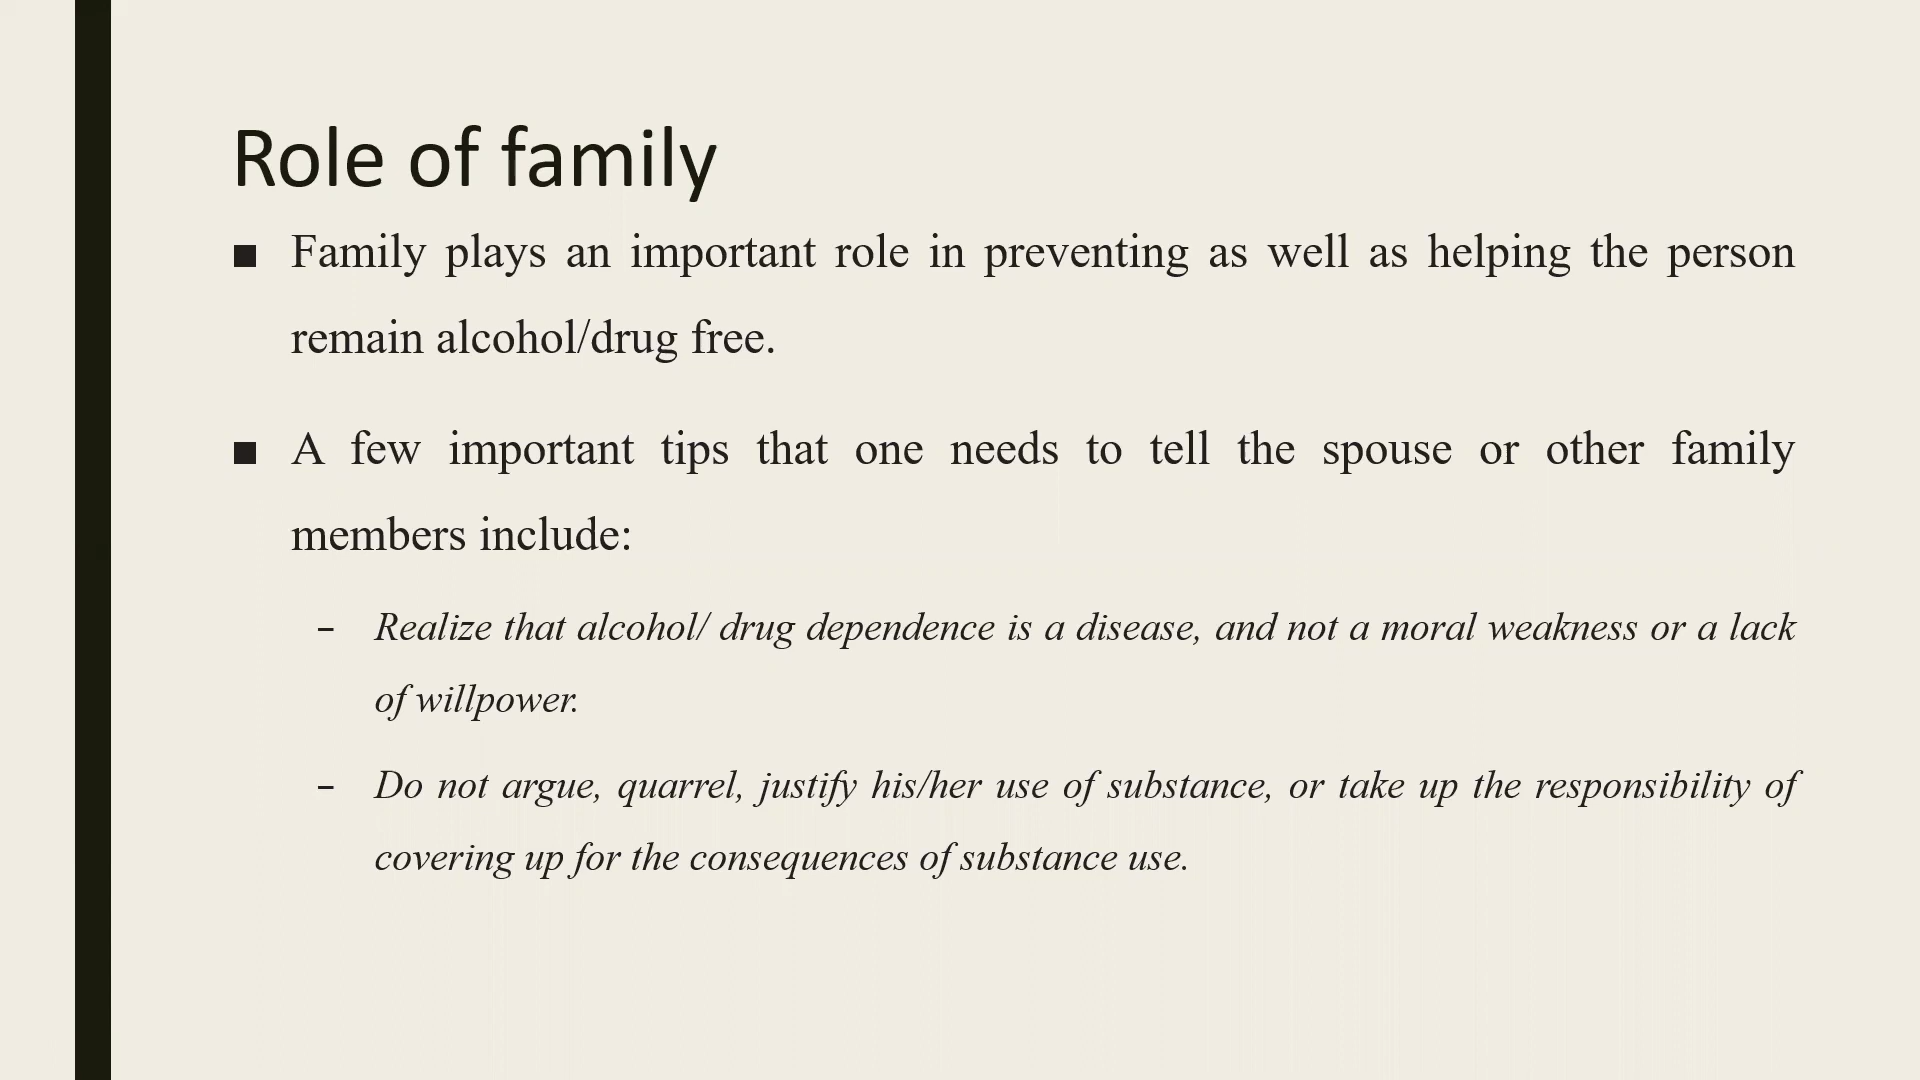 Role of family
■ Family plays an important role in preventing as well as helping the person
remain alcohol/drug free.
■ A few important tips that one needs to tell the spouse or other family
members include:
– Realize that alcohol/ drug dependence is a disease, and not a moral weakness or a lack
of willpower.
– Do not argue, quarrel, justify his/her use of substance, or take up the responsibility of
covering up for the consequences of substance use.